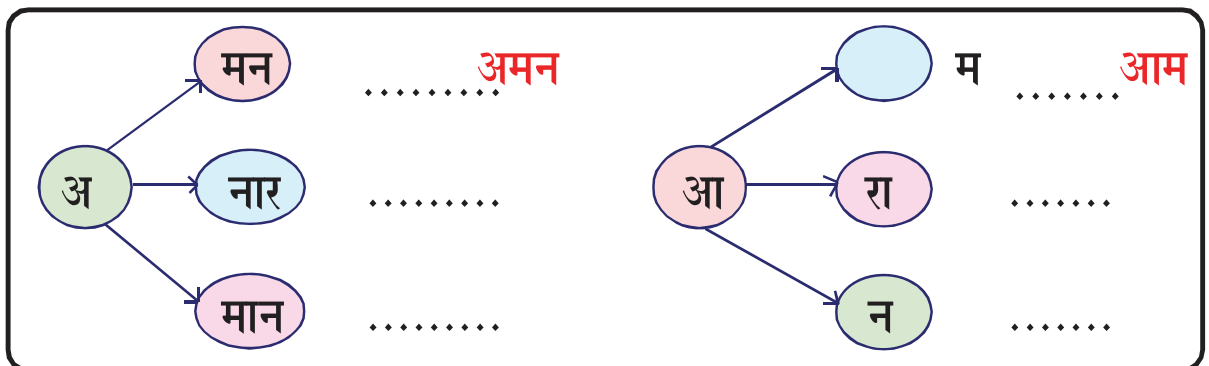 मन ......... अमन म ....... आम
अ नार ......... आ रा .......
मान ......... न .......